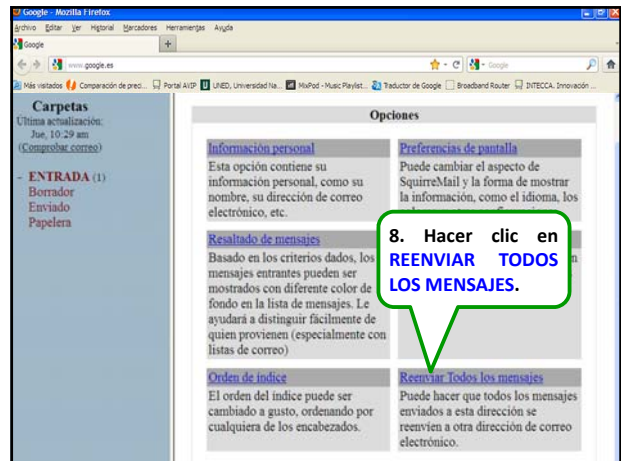 Google - Mozilla Firefox
Archivo Editar Ver Historial Marcadores Herramientas Ayuda
Google
www.google.es
Google
Más visitados Comparación de prec... Portal AVIP UNED, Universidad Na... MixPod - Music Playlist... Traductor de Google Broadband Router INTECCA. Innovación ...
Carpetas
Última actualización:
Jue, 10:29 am
(Comprobar correo)
- ENTRADA (1)
Borrador
Enviado
Papelera
Opciones
Información personal
Esta opción contiene su
información personal, como su
nombre, su dirección de correo
electrónico, etc.
Preferencias de pantalla
Puede cambiar el aspecto de
SquirreMail y la forma de mostrar
la información, como el idioma, los
Resaltado de mensajes
Basado en los criterios dados, los
mensajes entrantes pueden ser
mostrados con diferente color de
fondo en la lista de mensajes. Le
ayudará a distinguir fácilmente de
quien provienen (especialmente con
listas de correo)
8. Hacer clic en
REENVIAR TODOS
LOS MENSAJES.
Orden de índice
El orden del índice puede ser
cambiado a gusto, ordenando por
cualquiera de los encabezados.
Reenviar Todos los mensajes
Puede hacer que todos los mensajes
enviados a esta dirección se
reenvíen a otra dirección de correo
electrónico.